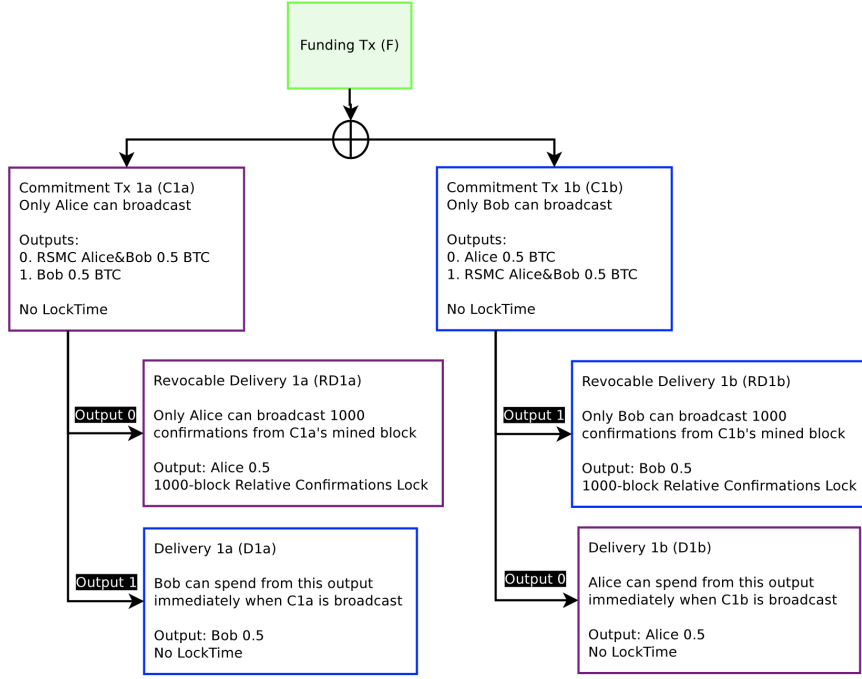 Funding Tx (F)
Commitment Tx 1a (C1a)
Only Alice can broadcast
Outputs:
0. RSMC Alice&Bob 0.5 BTC
1. Bob 0.5 BTC
No LockTime
Commitment Tx 1b (C1b)
Only Bob can broadcast
Outputs:
0. Alice 0.5 BTC
1. RSMC Alice&Bob 0.5 BTC
No LockTime
Output 0
Revocable Delivery 1a (RD1a)
Only Alice can broadcast 1000
confirmations from C1a's mined block
Output: Alice 0.5
1000-block Relative Confirmations Lock
Output 1
Revocable Delivery 1b (RD1b)
Only Bob can broadcast 1000
confirmations from C1b's mined block
Output: Bob 0.5
1000-block Relative Confirmations Lock
Output 1
Delivery 1a (D1a)
Bob can spend from this output
immediately when C1a is broadcast
Output: Bob 0.5
No LockTime
Output 0
Delivery 1b (D1b)
Alice can spend from this output
immediately when C1b is broadcast
Output: Alice 0.5
No LockTime